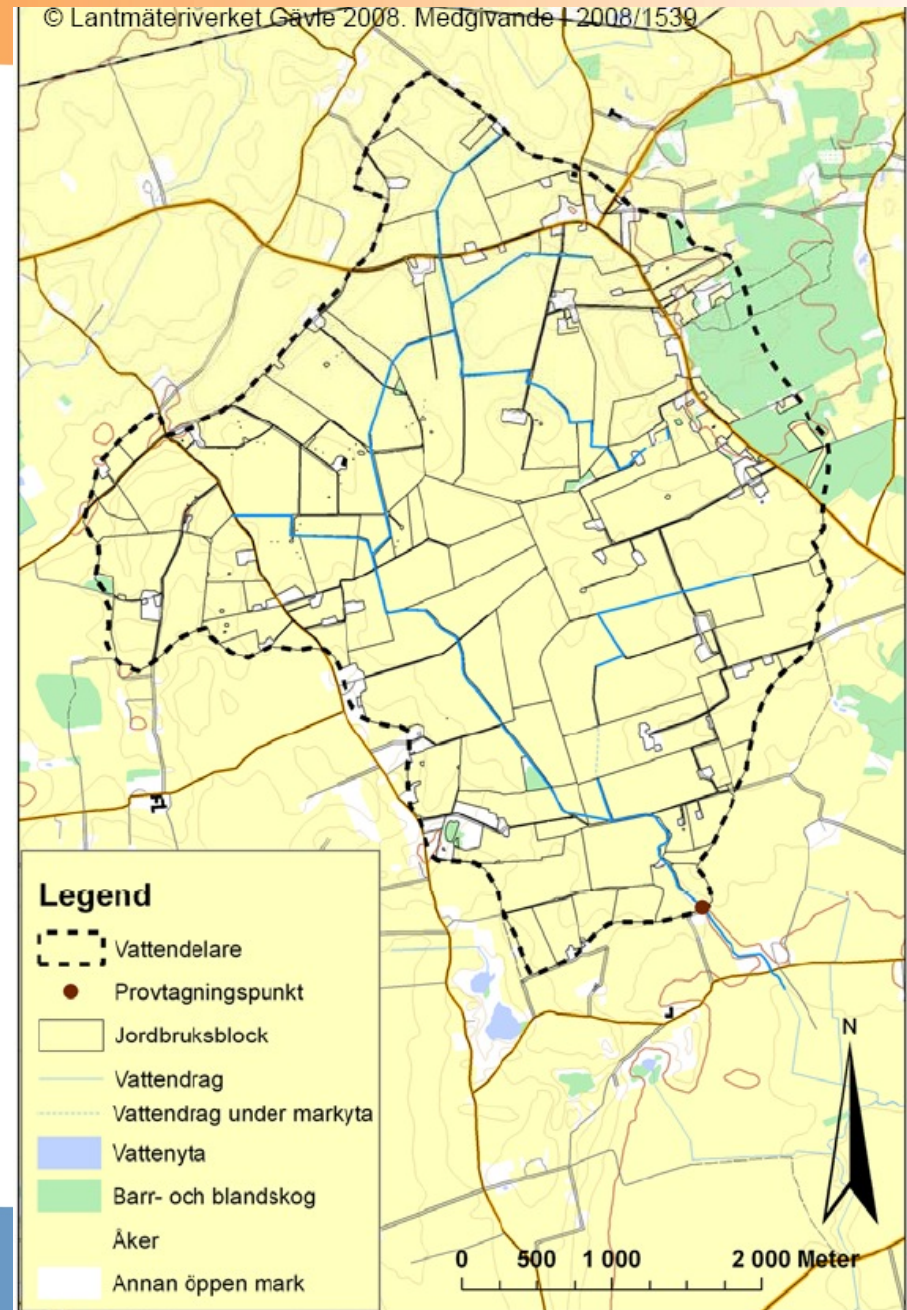 © Lantmäteriverket Gävle 2008. Medgivande I 2008/1539
Legend
Vattendelare
Provtagningspunkt
Jordbruksblock
Vattendrag
Vattendrag under markyta
Vattenyta
Barr- och blandskog
Åker
Annan öppen mark
N
0 500 1 000 2 000 Meter